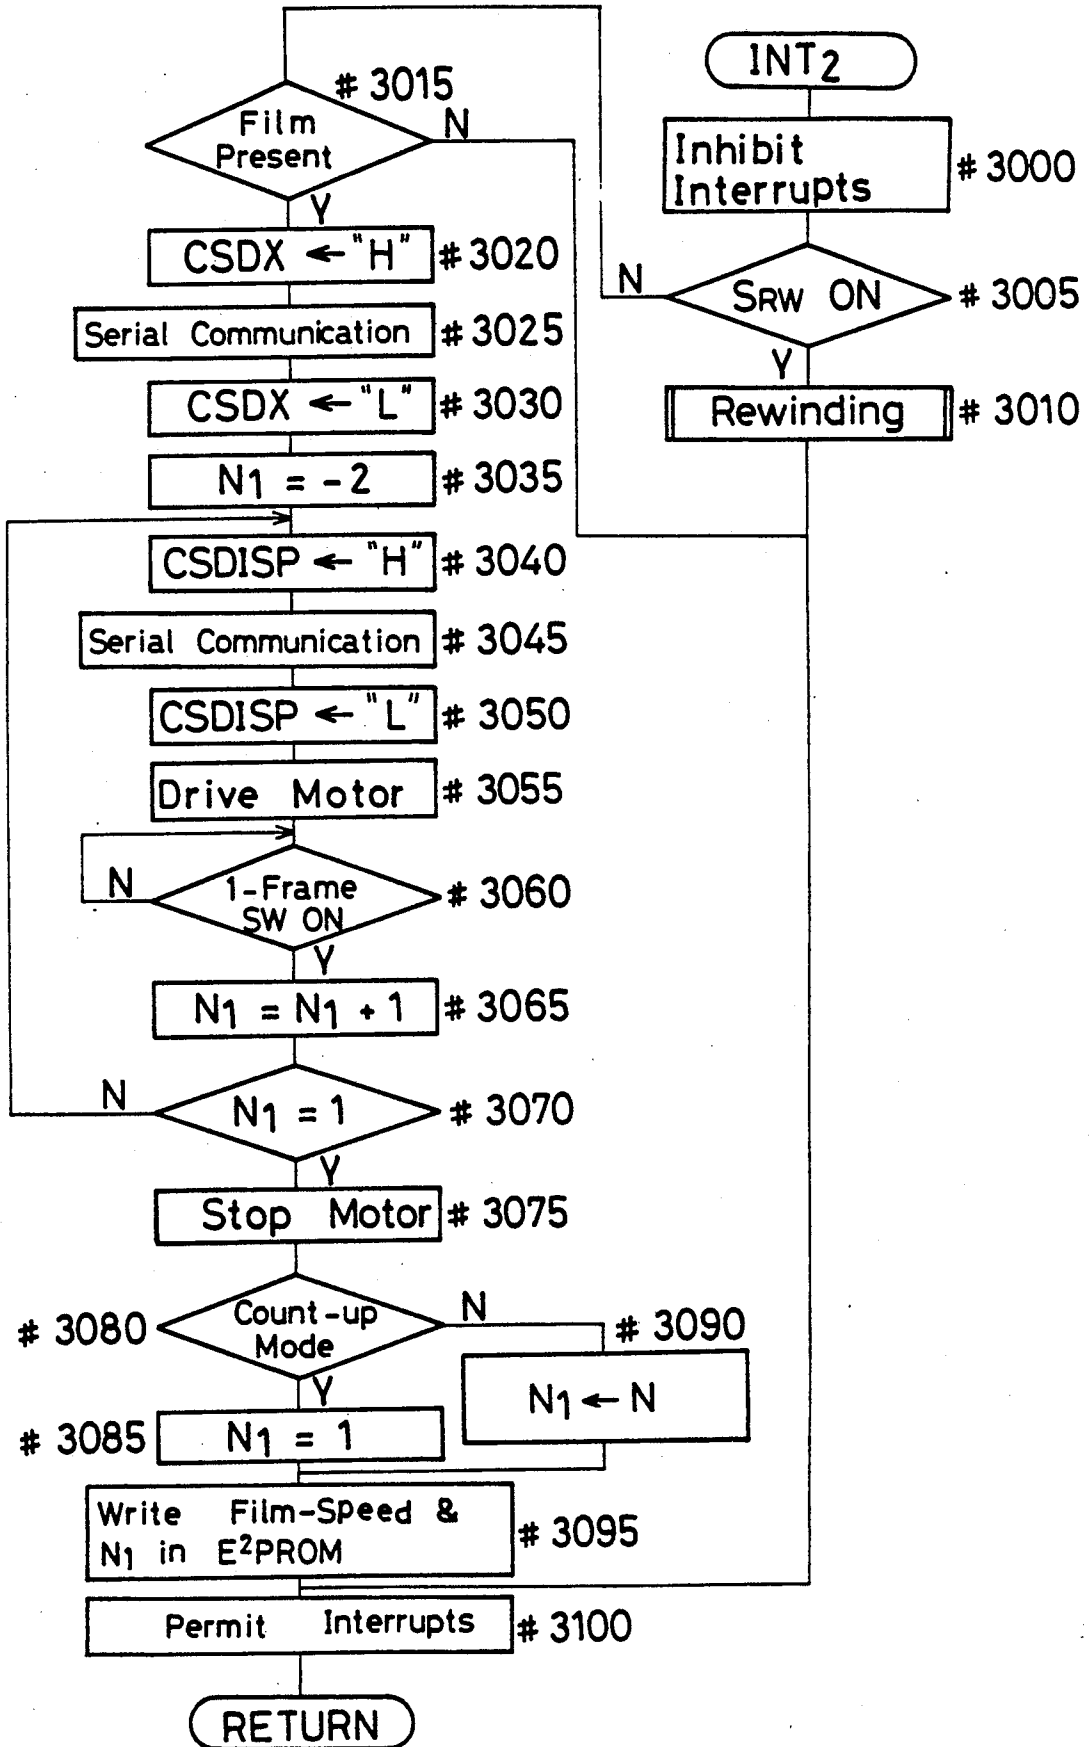 INT2
Inhibit
Interrupts
# 3000
SRW ON
# 3005
N
Y
Rewinding
# 3010
# 3015
Film
Present
N
Y
CSDX ← "H"
# 3020
Serial Communication
# 3025
CSDX ← "L"
# 3030
N1 = -2
# 3035
CSDISP ← "H"
# 3040
Serial Communication
# 3045
CSDISP ← "L"
# 3050
Drive Motor
# 3055
N
1-Frame
SW ON
# 3060
Y
N1 = N1 + 1
# 3065
N
N1 = 1
# 3070
Y
Stop Motor
# 3075
# 3080
Count-up
Mode
N
Y
# 3090
N1 ← N
# 3085
N1 = 1
Write Film-Speed &
N1 in E²PROM
# 3095
Permit Interrupts
# 3100
RETURN